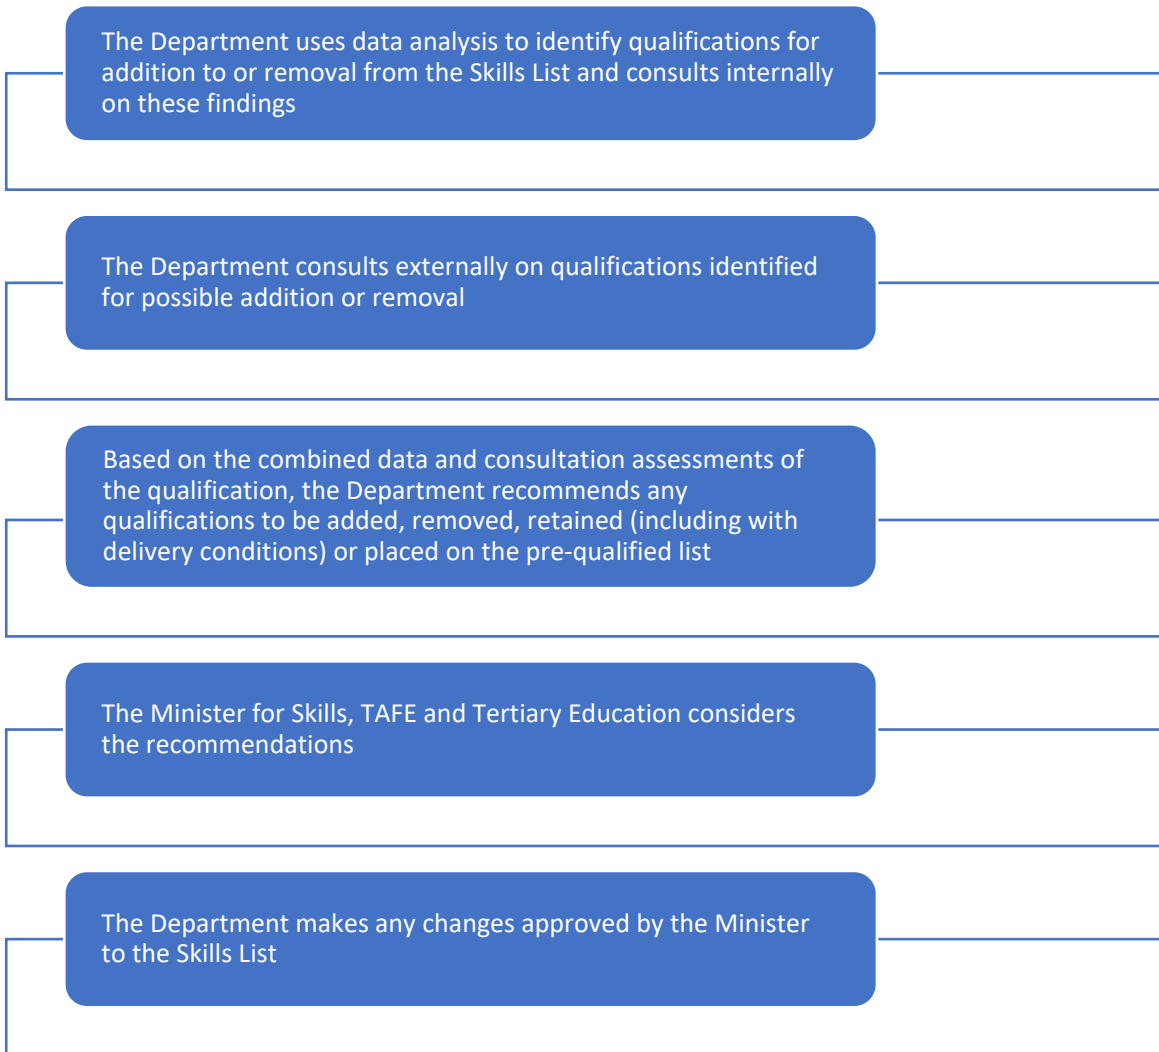 The Department uses data analysis to identify qualifications for
addition to or removal from the Skills List and consults internally
on these findings
The Department consults externally on qualifications identified
for possible addition or removal
Based on the combined data and consultation assessments of
the qualification, the Department recommends any
qualifications to be added, removed, retained (including with
delivery conditions) or placed on the pre-qualified list
The Minister for Skills, TAFE and Tertiary Education considers
the recommendations
The Department makes any changes approved by the Minister
to the Skills List